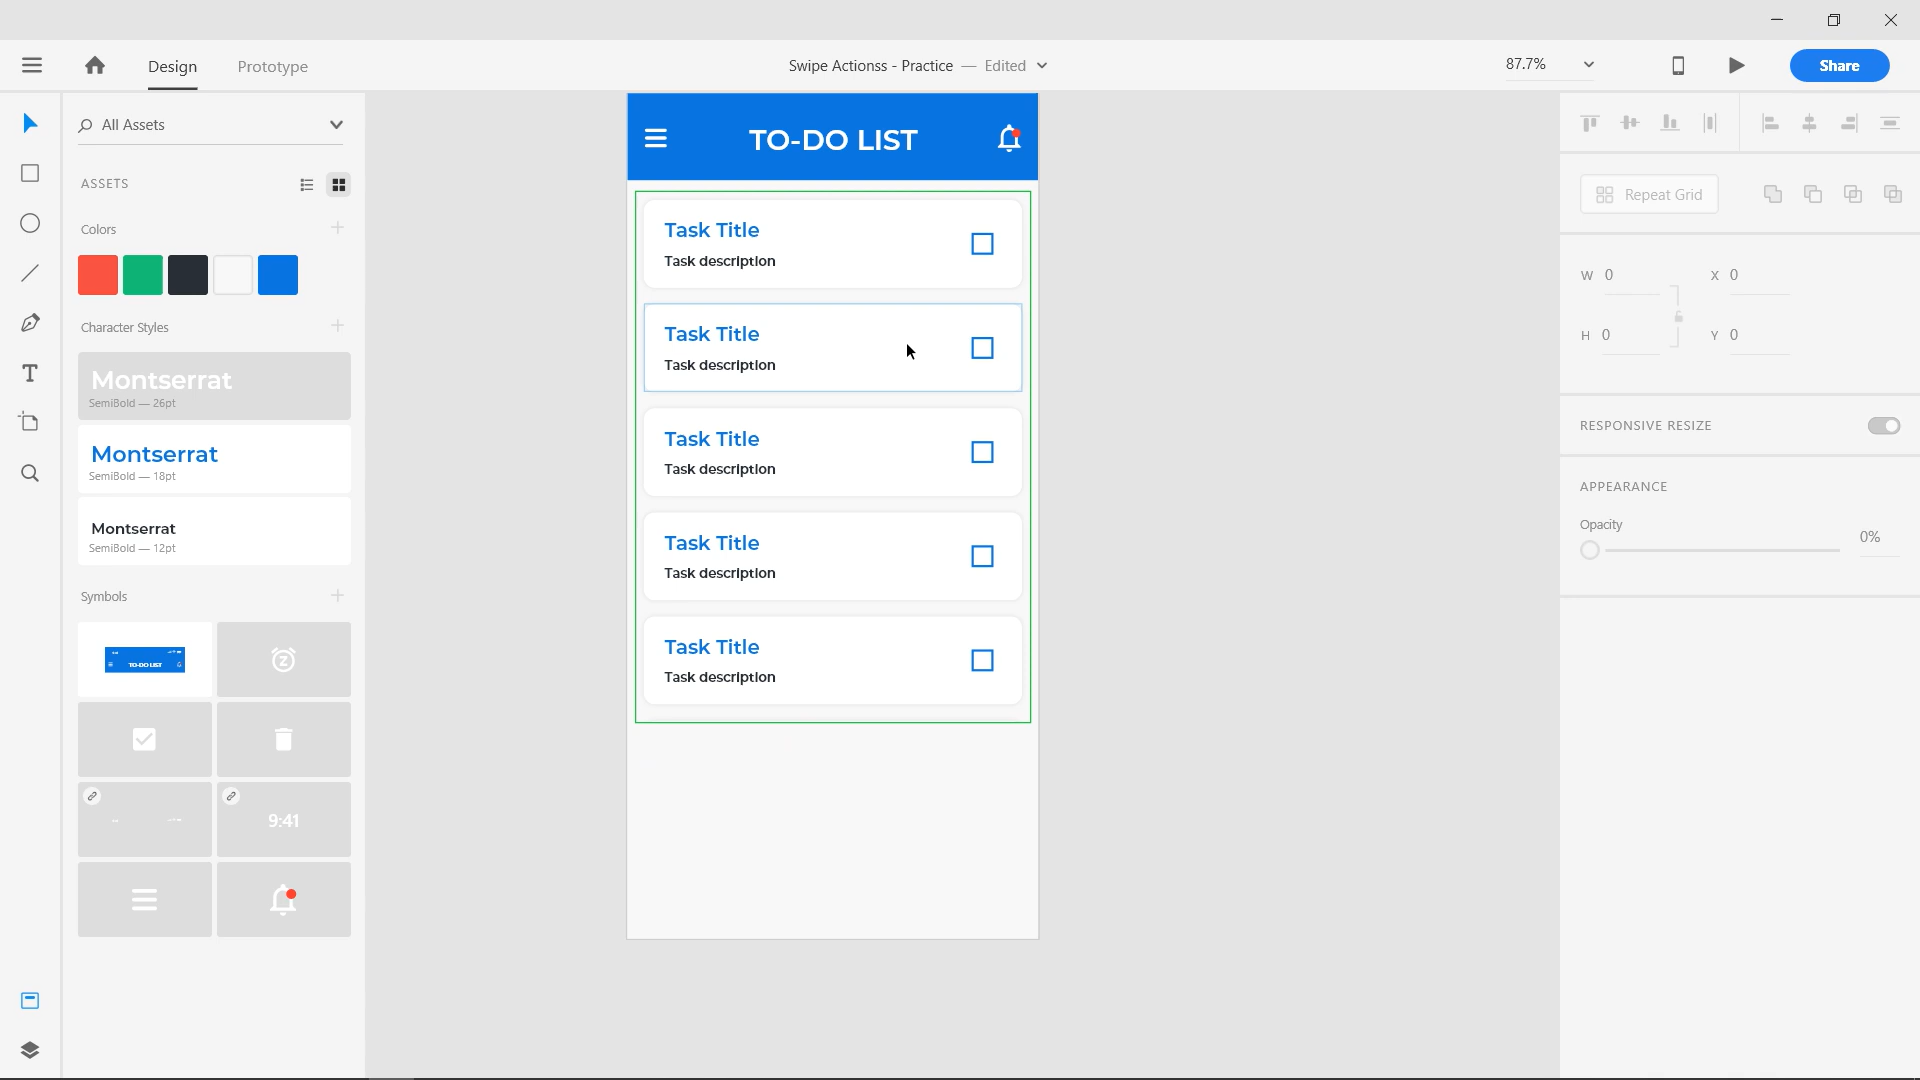 Design
Prototype
Swipe Actionss - Practice — Edited
87.7%
Share
All Assets
ASSETS
Colors
Character Styles
Montserrat
SemiBold — 26pt
Montserrat
SemiBold — 18pt
Montserrat
SemiBold — 12pt
Symbols
TO-DO LIST
9:41
TO-DO LIST
Task Title
Task description
Task Title
Task description
Task Title
Task description
Task Title
Task description
Task Title
Task description
Repeat Grid
W 0
X 0
H 0
Y 0
RESPONSIVE RESIZE
APPEARANCE
Opacity
0%